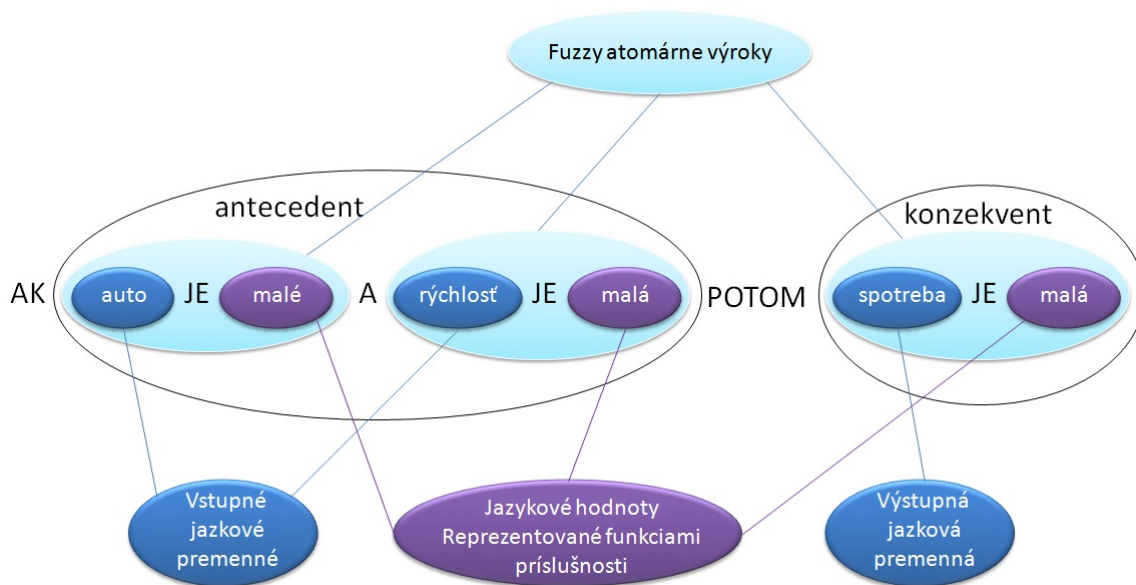 Fuzzy atomárne výroky
antecedent
konzekvent
AK auto JE malé A rýchlosť JE malá POTOM spotreba JE malá
Vstupné
jazkové
premenné
Jazykové hodnoty
Reprezentované funkciami
príslušnosti
Výstupná
jazková
premenná